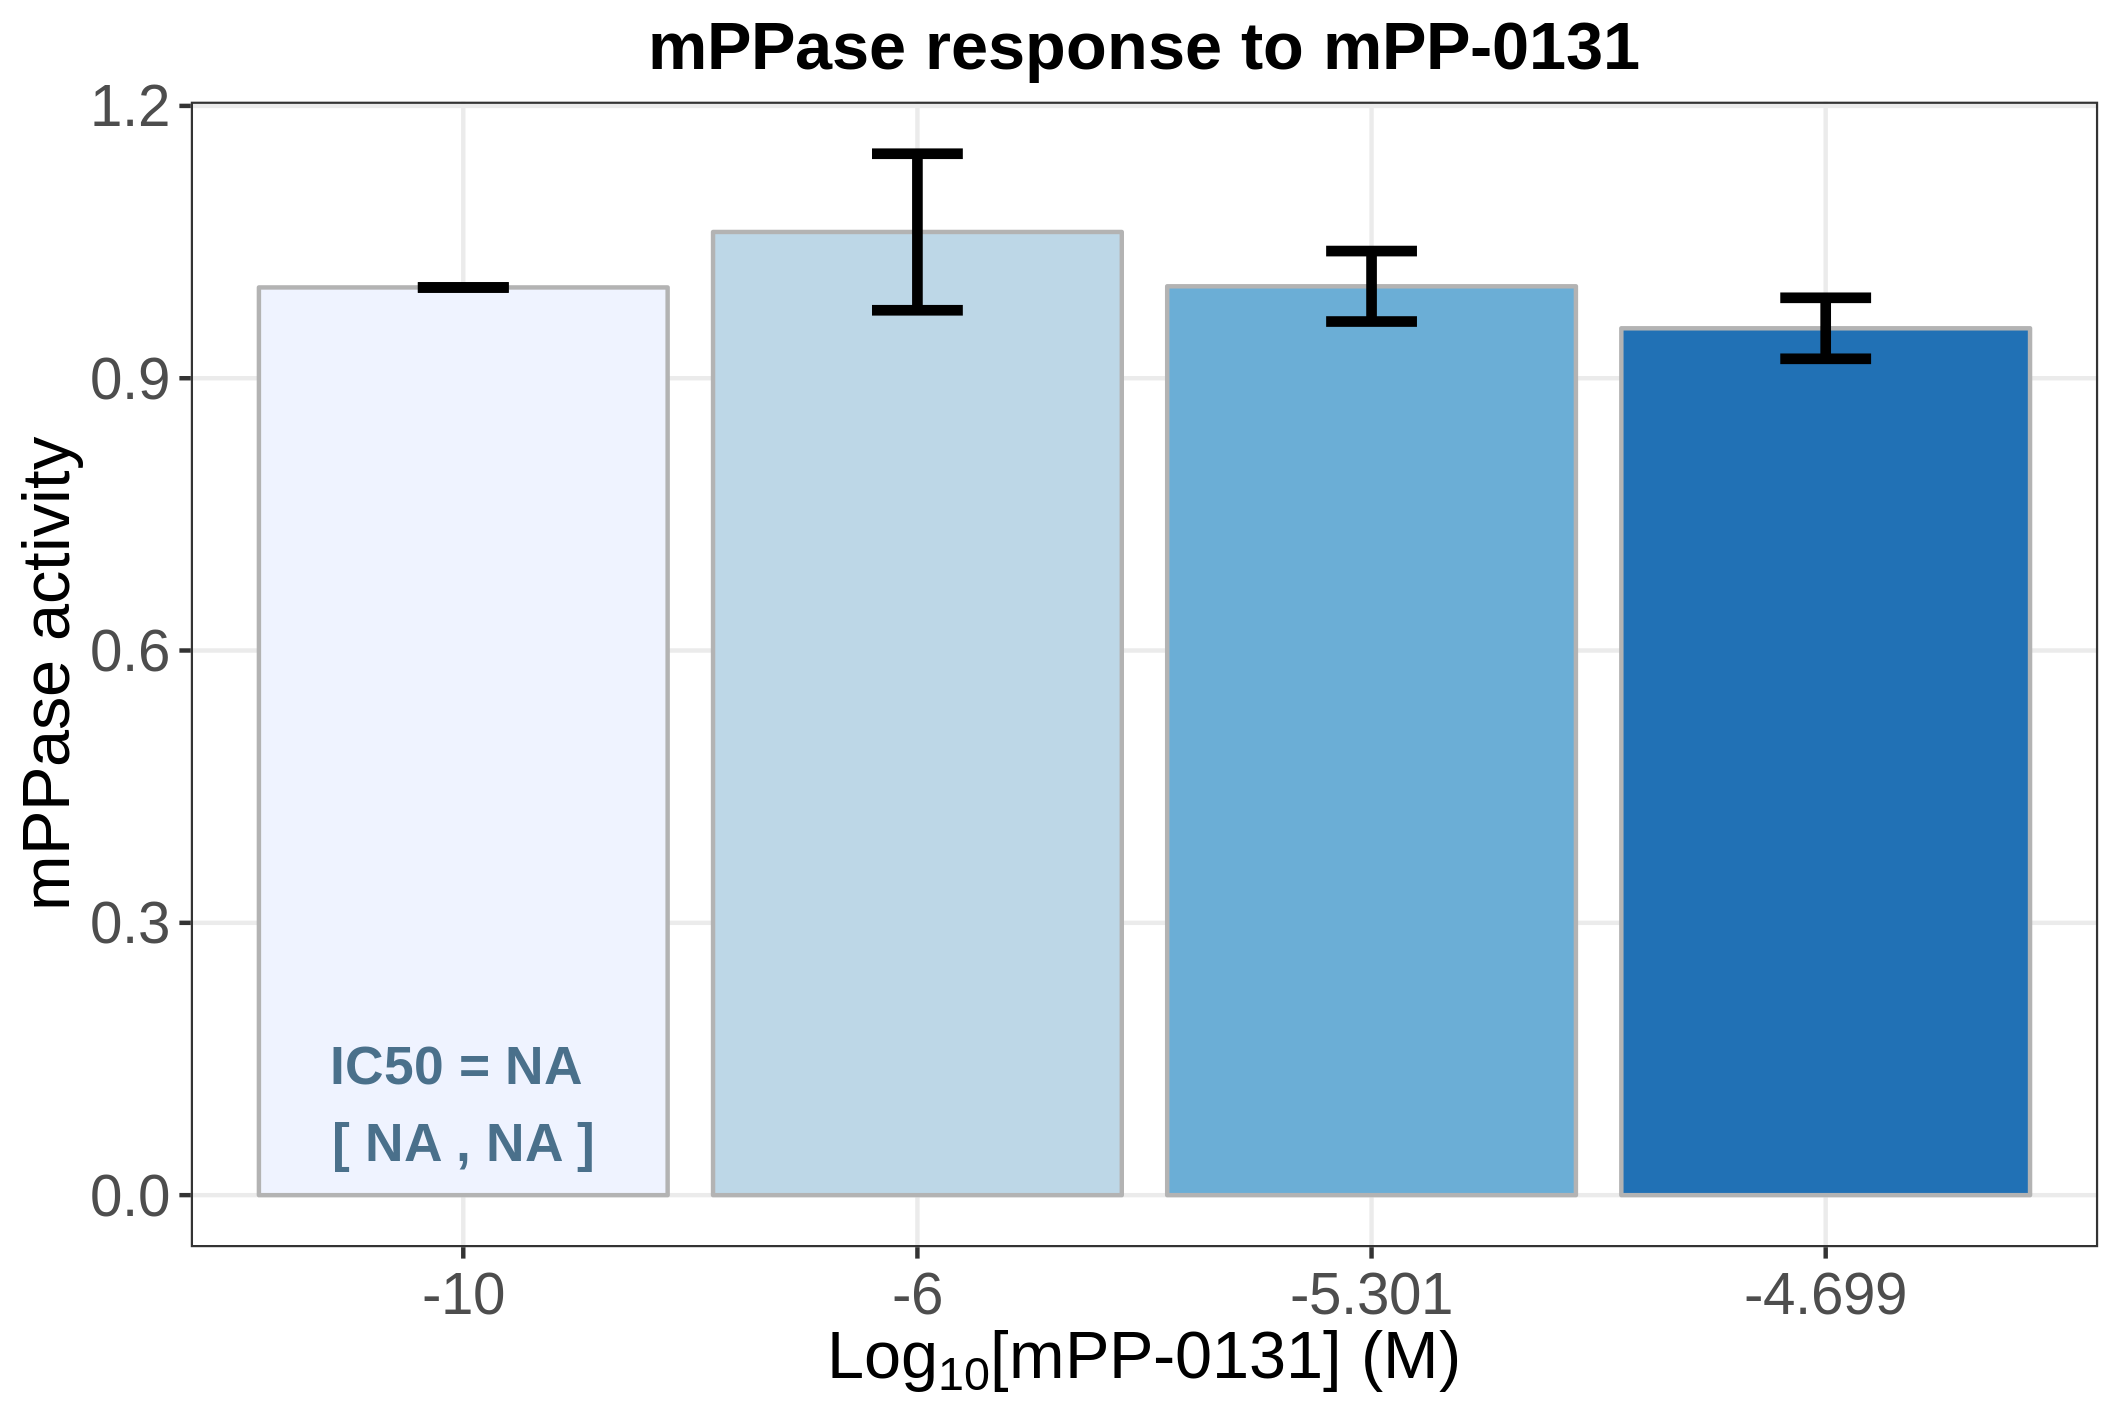 mPPase response to mPP-0131
1.2
0.9
0.6
0.3
0.0
mPPase activity
IC50 = NA
[ NA , NA ]
-10 -6 -5.301 -4.699
Log10[mPP-0131] (M)